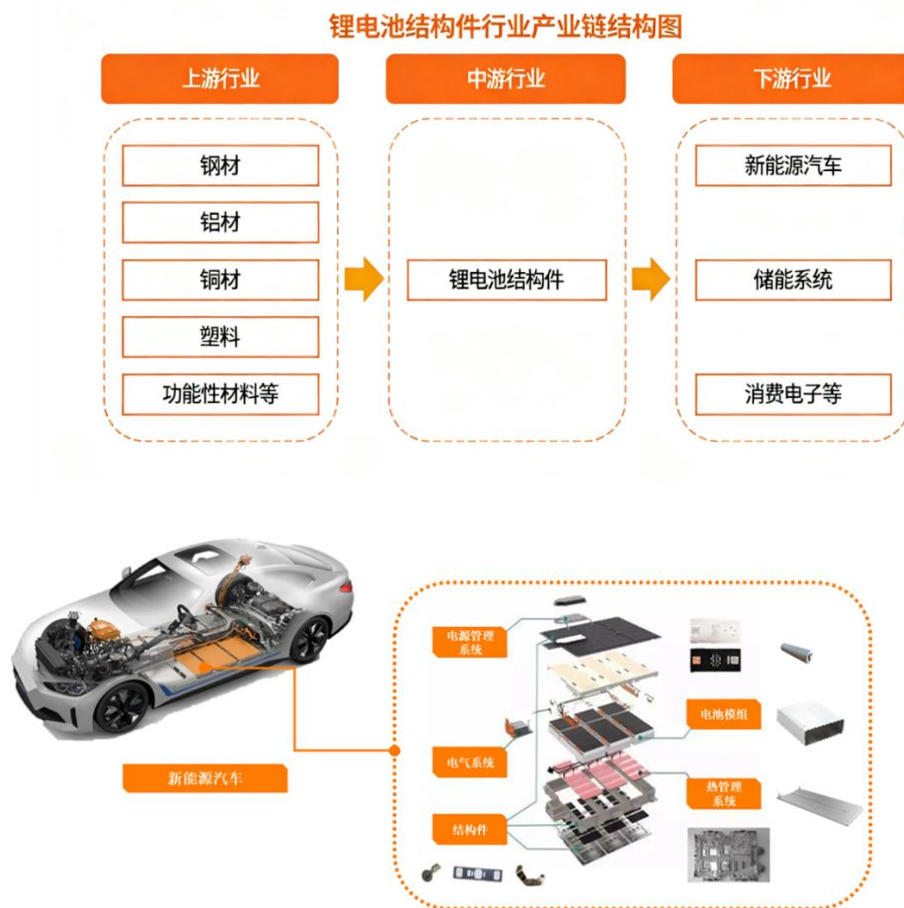 锂电池结构件行业产业链结构图
上游行业
中游行业
下游行业
钢材
铝材
铜材
塑料
功能性材料等
锂电池结构件
新能源汽车
储能系统
消费电子等
电源管理
系统
电池模组
电气系统
新能源汽车
热管理
系统
结构件